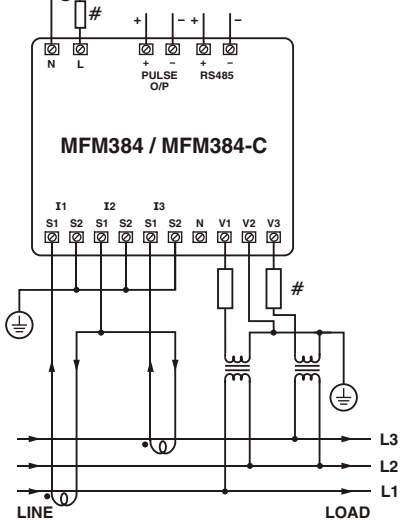 #
+ − + −
N L + − + −
PULSE O/P RS485
MFM384 / MFM384-C
I1 I2 I3
S1 S2 S1 S2 S1 S2 N V1 V2 V3
#
L3
L2
L1
LINE LOAD